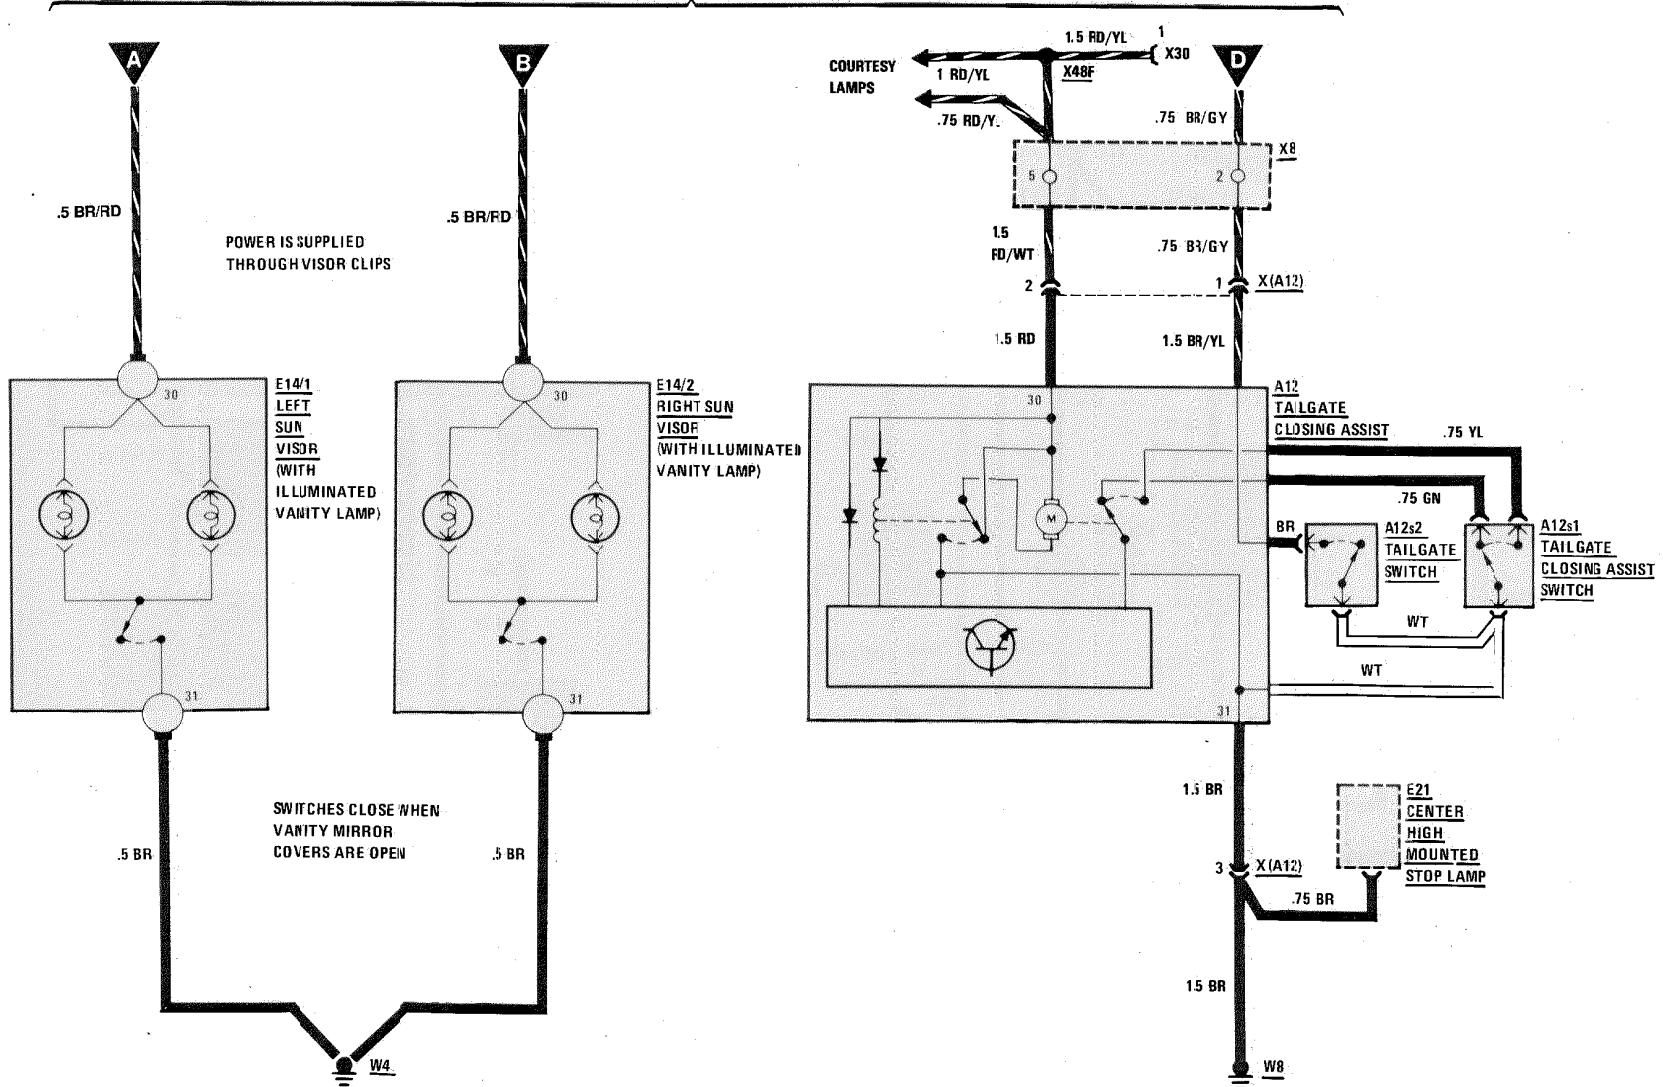 A
B
COURTESY
LAMPS
1.5 RD/YL
1
X30
1 RD/YL
X48F
.75 RD/YL
D
.75 BR/GY
X8
5
2
.5 BR/RD
.5 BR/RD
POWER IS SUPPLIED
THROUGH VISOR CLIPS
1.5
RD/WT
.75 BR/GY
2
1
X(A12)
1.5 RD
1.5 BR/YL
30
E14/1
LEFT
SUN
VISOR
(WITH
ILLUMINATED
VANITY LAMP)
30
E14/2
RIGHT SUN
VISOR
(WITH ILLUMINATED
VANITY LAMP)
30
A12
TAILGATE
CLOSING ASSIST
.75 YL
.75 GN
M
BR
A12s2
TAILGATE
SWITCH
A12s1
TAILGATE
CLOSING ASSIST
SWITCH
WT
WT
31
31
31
SWITCHES CLOSE WHEN
VANITY MIRROR
COVERS ARE OPEN
.5 BR
.5 BR
1.5 BR
E21
CENTER
HIGH
MOUNTED
STOP LAMP
3
X(A12)
.75 BR
1.5 BR
W4
W8